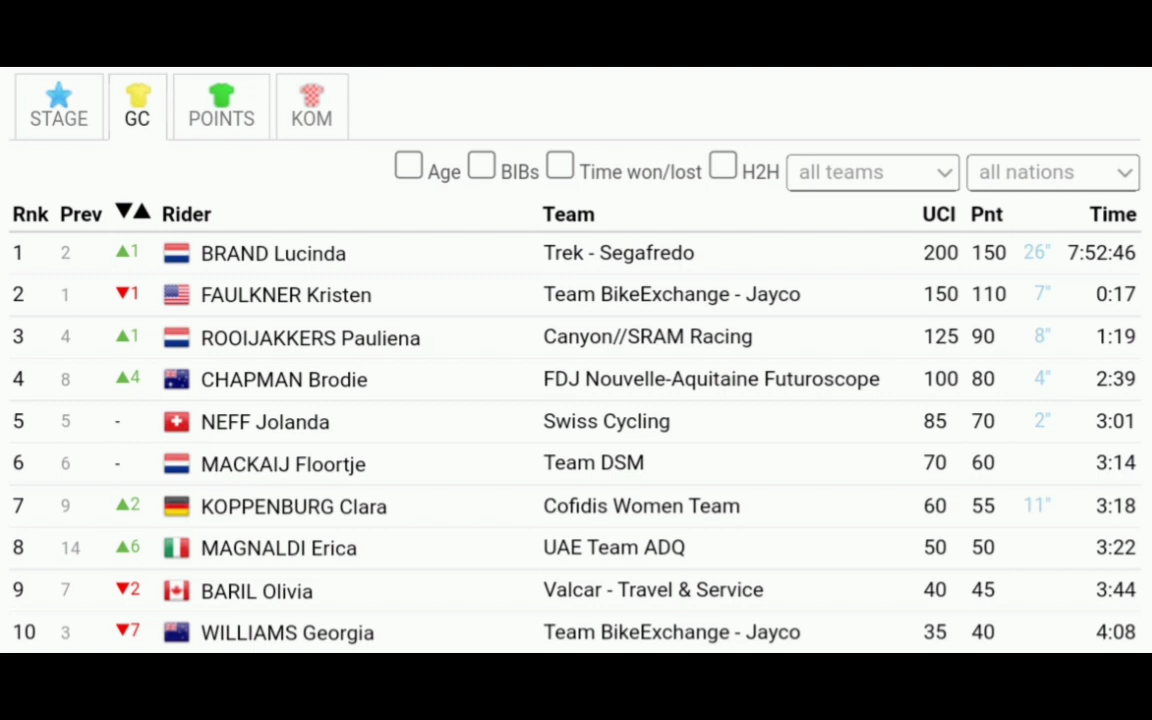 STAGE GC POINTS KOM
Age BIBs Time won/lost H2H all teams all nations
Rnk Prev ▼▲ Rider Team UCI Pnt Time
1 2 ▲1 BRAND Lucinda Trek - Segafredo 200 150 26" 7:52:46
2 1 ▼1 FAULKNER Kristen Team BikeExchange - Jayco 150 110 7" 0:17
3 4 ▲1 ROOIJAKKERS Pauliena Canyon//SRAM Racing 125 90 8" 1:19
4 8 ▲4 CHAPMAN Brodie FDJ Nouvelle-Aquitaine Futuroscope 100 80 4" 2:39
5 5 - NEFF Jolanda Swiss Cycling 85 70 2" 3:01
6 6 - MACKAIJ Floortje Team DSM 70 60 3:14
7 9 ▲2 KOPPENBURG Clara Cofidis Women Team 60 55 11" 3:18
8 14 ▲6 MAGNALDI Erica UAE Team ADQ 50 50 3:22
9 7 ▼2 BARIL Olivia Valcar - Travel & Service 40 45 3:44
10 3 ▼7 WILLIAMS Georgia Team BikeExchange - Jayco 35 40 4:08